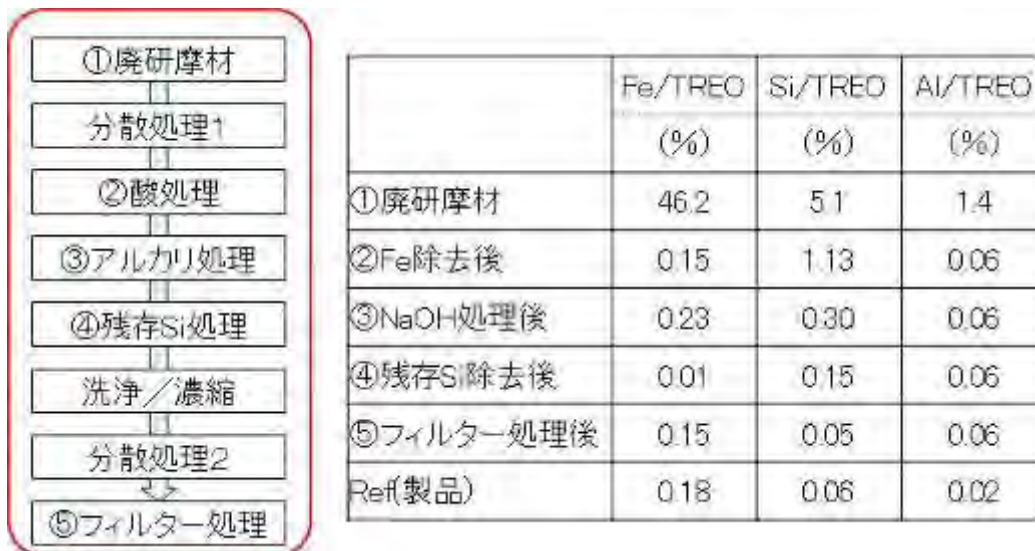 ①廃研摩材
分散処理1
②酸処理
③アルカリ処理
④残存Si処理
洗浄／濃縮
分散処理2
⑤フィルター処理
Fe/TREO Si/TREO Al/TREO
(%) (%) (%)
①廃研摩材 46.2 5.1 1.4
②Fe除去後 0.15 1.13 0.06
③NaOH処理後 0.23 0.30 0.06
④残存Si除去後 0.01 0.15 0.06
⑤フィルター処理後 0.15 0.05 0.06
Ref(製品) 0.18 0.06 0.02